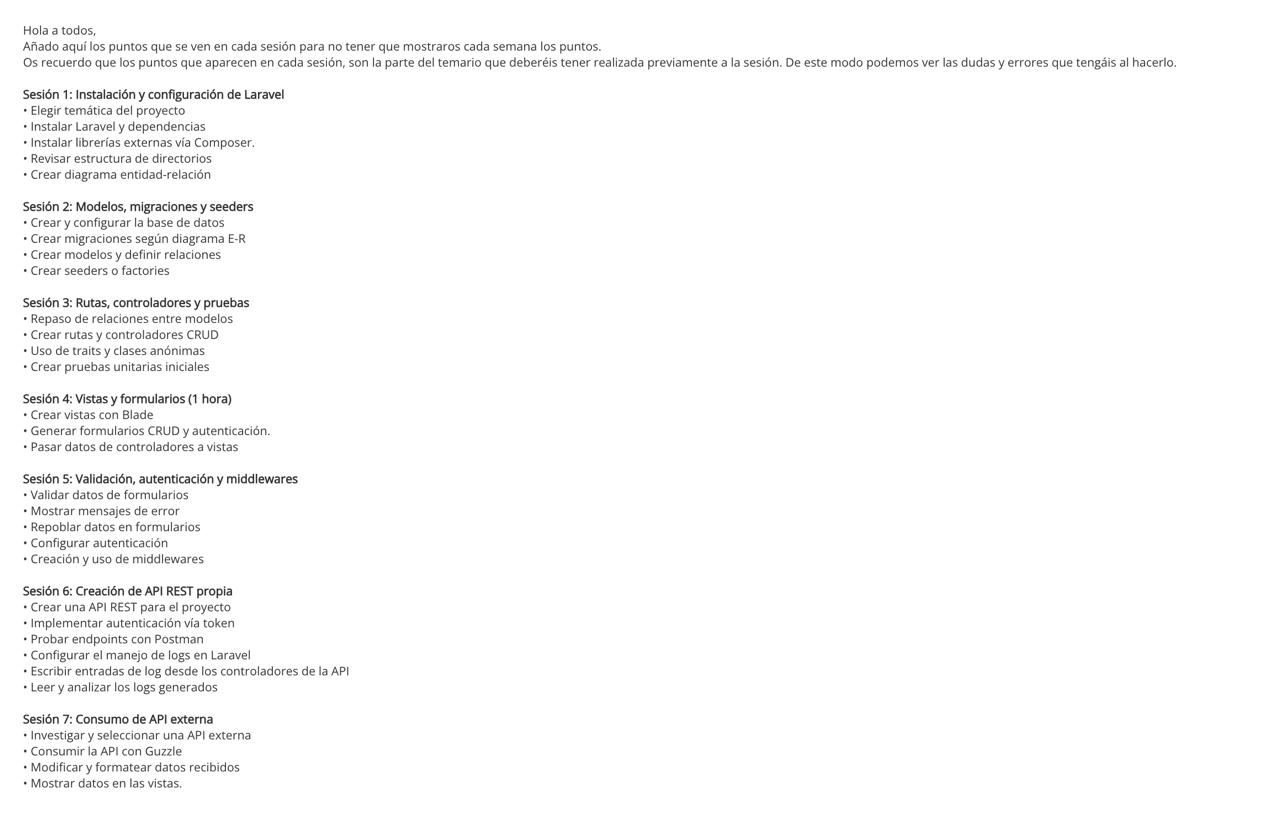 Hola a todos,
Añado aquí los puntos que se ven en cada sesión para no tener que mostraros cada semana los puntos.
Os recuerdo que los puntos que aparecen en cada sesión, son la parte del temario que deberéis tener realizada previamente a la sesión. De este modo podemos ver las dudas y errores que tengáis al hacerlo.
Sesión 1: Instalación y configuración de Laravel
• Elegir temática del proyecto
• Instalar Laravel y dependencias
• Instalar librerías externas vía Composer.
• Revisar estructura de directorios
• Crear diagrama entidad-relación
Sesión 2: Modelos, migraciones y seeders
• Crear y configurar la base de datos
• Crear migraciones según diagrama E-R
• Crear modelos y definir relaciones
• Crear seeders o factories
Sesión 3: Rutas, controladores y pruebas
• Repaso de relaciones entre modelos
• Crear rutas y controladores CRUD
• Uso de traits y clases anónimas
• Crear pruebas unitarias iniciales
Sesión 4: Vistas y formularios (1 hora)
• Crear vistas con Blade
• Generar formularios CRUD y autenticación.
• Pasar datos de controladores a vistas
Sesión 5: Validación, autenticación y middlewares
• Validar datos de formularios
• Mostrar mensajes de error
• Repoblar datos en formularios
• Configurar autenticación
• Creación y uso de middlewares
Sesión 6: Creación de API REST propia
• Crear una API REST para el proyecto
• Implementar autenticación vía token
• Probar endpoints con Postman
• Configurar el manejo de logs en Laravel
• Escribir entradas de log desde los controladores de la API
• Leer y analizar los logs generados
Sesión 7: Consumo de API externa
• Investigar y seleccionar una API externa
• Consumir la API con Guzzle
• Modificar y formatear datos recibidos
• Mostrar datos en las vistas.